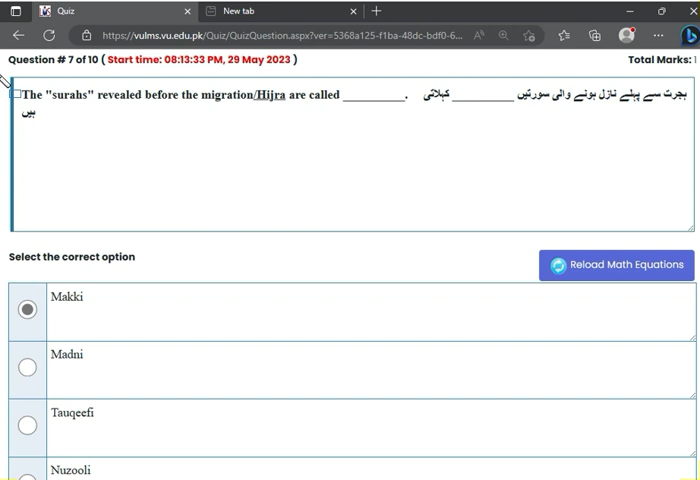 Quiz
New tab
https://vulms.vu.edu.pk/Quiz/QuizQuestion.aspx?ver=5368a125-f1ba-48dc-bdf0-6...
Question # 7 of 10 ( Start time: 08:13:33 PM, 29 May 2023 ) Total Marks: 1
The "surahs" revealed before the migration/Hijra are called __________. ہجرت سے پہلے نازل ہونے والی سورتیں __________ کہلاتی
ہیں
Select the correct option
Reload Math Equations
Makki
Madni
Tauqeefi
Nuzooli